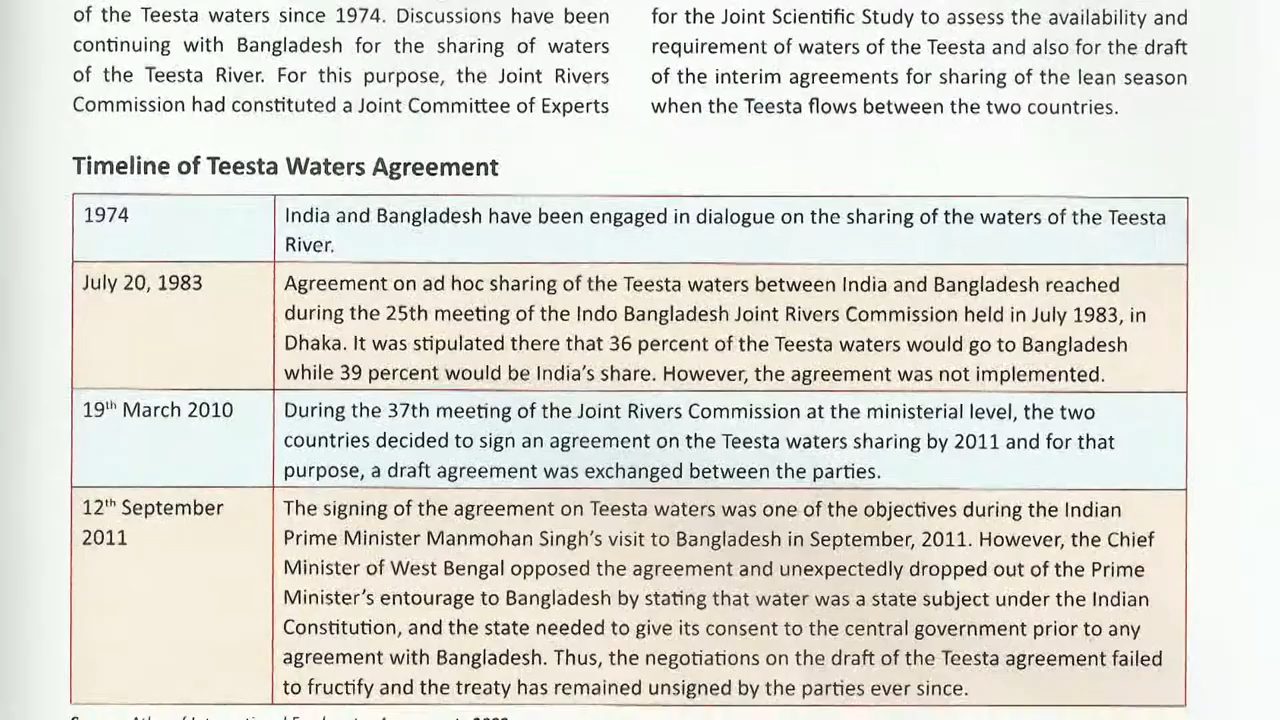 of the Teesta waters since 1974. Discussions have been
continuing with Bangladesh for the sharing of waters
of the Teesta River. For this purpose, the Joint Rivers
Commission had constituted a Joint Committee of Experts
for the Joint Scientific Study to assess the availability and
requirement of waters of the Teesta and also for the draft
of the interim agreements for sharing of the lean season
when the Teesta flows between the two countries.
Timeline of Teesta Waters Agreement
1974
India and Bangladesh have been engaged in dialogue on the sharing of the waters of the Teesta
River.
July 20, 1983
Agreement on ad hoc sharing of the Teesta waters between India and Bangladesh reached
during the 25th meeting of the Indo Bangladesh Joint Rivers Commission held in July 1983, in
Dhaka. It was stipulated there that 36 percent of the Teesta waters would go to Bangladesh
while 39 percent would be India's share. However, the agreement was not implemented.
19th March 2010
During the 37th meeting of the Joint Rivers Commission at the ministerial level, the two
countries decided to sign an agreement on the Teesta waters sharing by 2011 and for that
purpose, a draft agreement was exchanged between the parties.
12th September
2011
The signing of the agreement on Teesta waters was one of the objectives during the Indian
Prime Minister Manmohan Singh's visit to Bangladesh in September, 2011. However, the Chief
Minister of West Bengal opposed the agreement and unexpectedly dropped out of the Prime
Minister's entourage to Bangladesh by stating that water was a state subject under the Indian
Constitution, and the state needed to give its consent to the central government prior to any
agreement with Bangladesh. Thus, the negotiations on the draft of the Teesta agreement failed
to fructify and the treaty has remained unsigned by the parties ever since.